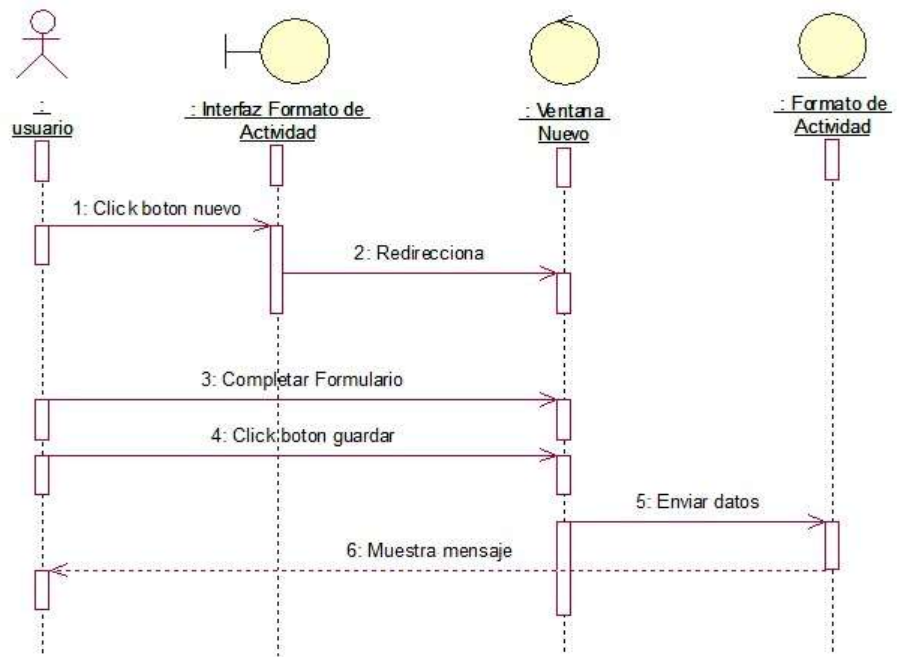 :
usuario
: Interfaz Formato de
Actividad
: Ventana
Nuevo
: Formato de
Actividad
1: Click boton nuevo
2: Redirecciona
3: Completar Formulario
4: Click boton guardar
5: Enviar datos
6: Muestra mensaje